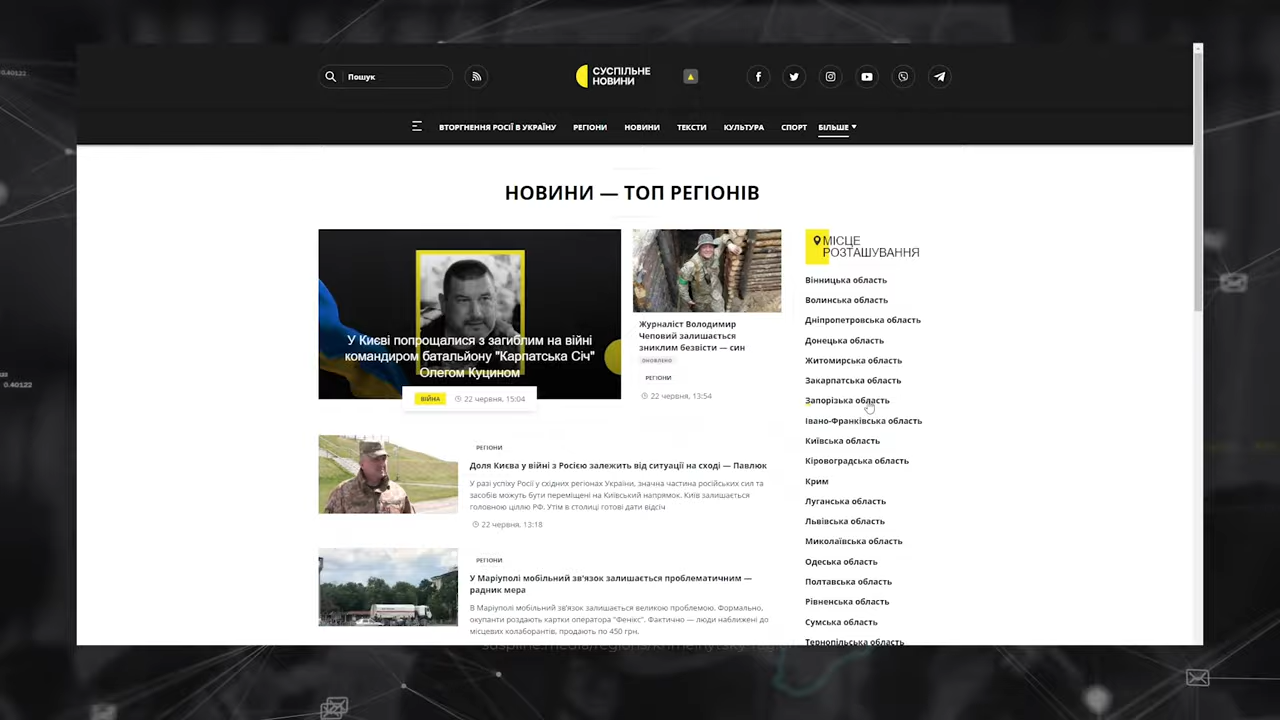 0.40122
0.40122
Пошук
СУСПІЛЬНЕ
НОВИНИ
ВТОРГНЕННЯ РОСІЇ В УКРАЇНУ РЕГІОНИ НОВИНИ ТЕКСТИ КУЛЬТУРА СПОРТ БІЛЬШЕ
НОВИНИ — ТОП РЕГІОНІВ
У Києві попрощалися з загиблим на війні
командиром батальйону "Карпатська Січ"
Олегом Куцином
ВІЙНА 22 червня, 15:04
Журналіст Володимир
Чеповий залишається
зниклим безвісти — син
ОНОВЛЕНО
РЕГІОНИ
22 червня, 13:54
РЕГІОНИ
Доля Києва у війні з Росією залежить від ситуації на сході — Павлюк
У разі успіху Росії у східних регіонах України, значна частина російських сил та
засобів можуть бути переміщені на Київський напрямок. Київ залишається
головною ціллю РФ. Утім в столиці готові дати відсіч
22 червня, 13:18
РЕГІОНИ
У Маріуполі мобільний зв'язок залишається проблематичним —
радник мера
В Маріуполі мобільний зв'язок залишається великою проблемою. Формально,
окупанти роздають картки оператора "Фенікс". Фактично — люди наближені до
місцевих колаборантів, продають по 450 грн.
МІСЦЕ
РОЗТАШУВАННЯ
Вінницька область
Волинська область
Дніпропетровська область
Донецька область
Житомирська область
Закарпатська область
Запорізька область
Івано-Франківська область
Київська область
Кіровоградська область
Крим
Луганська область
Львівська область
Миколаївська область
Одеська область
Полтавська область
Рівненська область
Сумська область
Тернопільська область